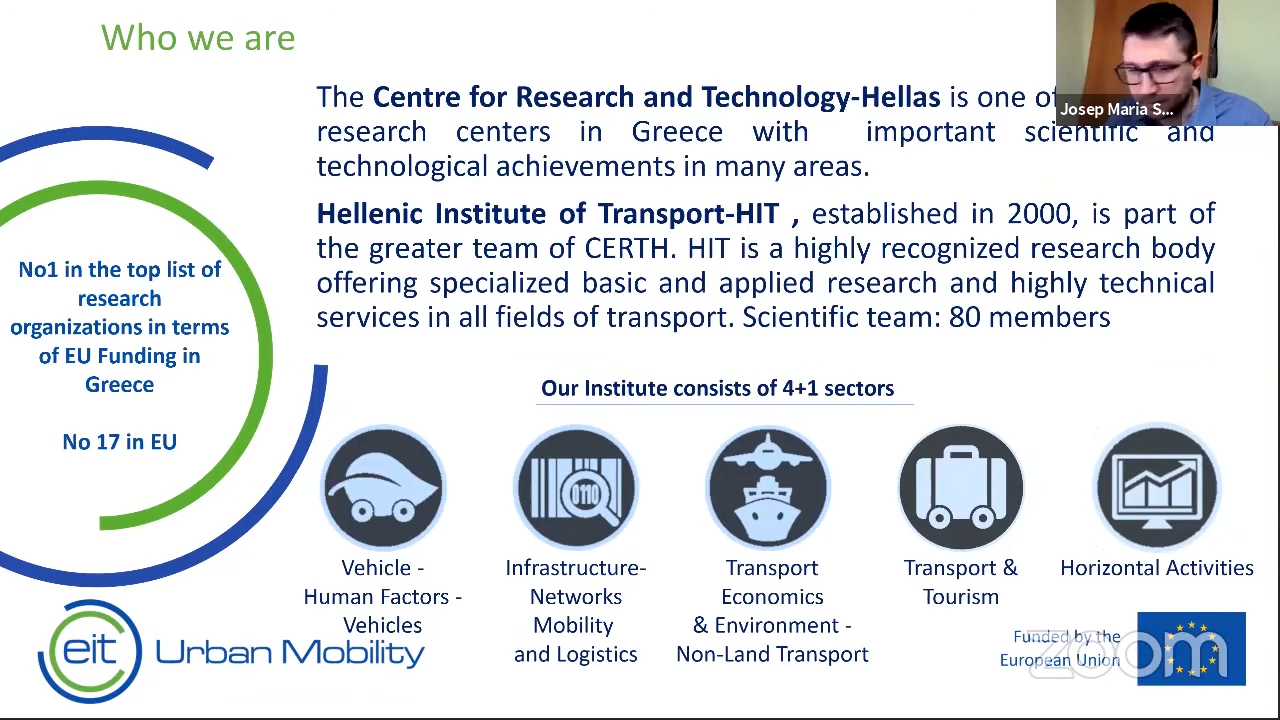 Who we are
Josep Maria S...
The Centre for Research and Technology-Hellas is one of
research centers in Greece with important scientific and
technological achievements in many areas.
Hellenic Institute of Transport-HIT , established in 2000, is part of
the greater team of CERTH. HIT is a highly recognized research body
offering specialized basic and applied research and highly technical
services in all fields of transport. Scientific team: 80 members
No1 in the top list of
research
organizations in terms
of EU Funding in
Greece
No 17 in EU
Our Institute consists of 4+1 sectors
0110
Vehicle -
Human Factors -
Vehicles
Infrastructure-
Networks
Mobility
and Logistics
Transport
Economics
& Environment -
Non-Land Transport
Transport &
Tourism
Horizontal Activities
eit Urban Mobility
Funded by the
European Union
zoom